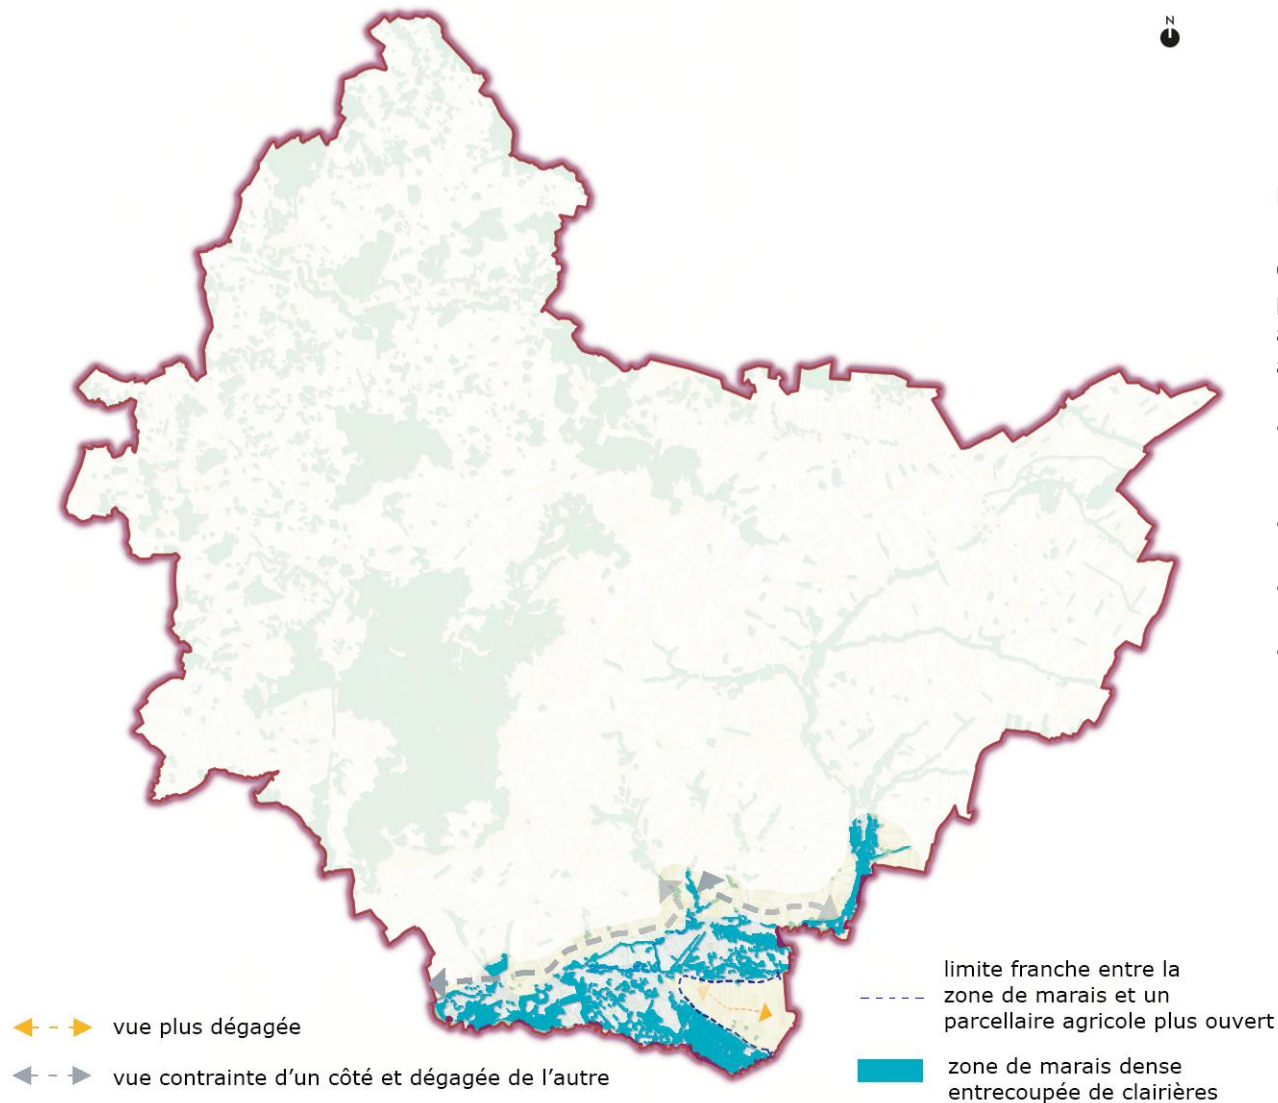 N
vue plus dégagée
vue contrainte d'un côté et dégagée de l'autre
limite franche entre la
zone de marais et un
parcellaire agricole plus ouvert
zone de marais dense
entrecoupée de clairières